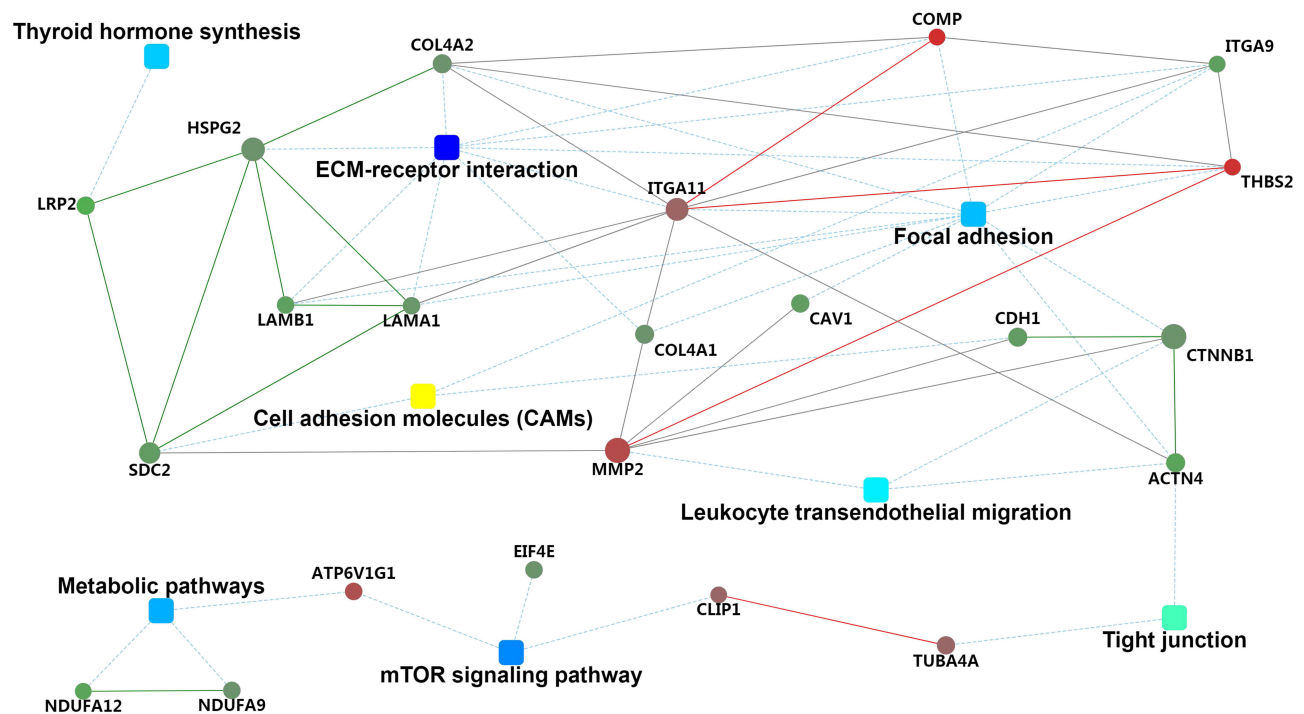 COMP
Thyroid hormone synthesis
COL4A2
ITGA9
HSPG2
ECM-receptor interaction
ITGA11
THBS2
LRP2
Focal adhesion
LAMB1
LAMA1
CAV1
CDH1
COL4A1
CTNNB1
Cell adhesion molecules (CAMs)
SDC2
MMP2
ACTN4
Leukocyte transendothelial migration
EIF4E
ATP6V1G1
Metabolic pathways
CLIP1
Tight junction
TUBA4A
mTOR signaling pathway
NDUFA12
NDUFA9